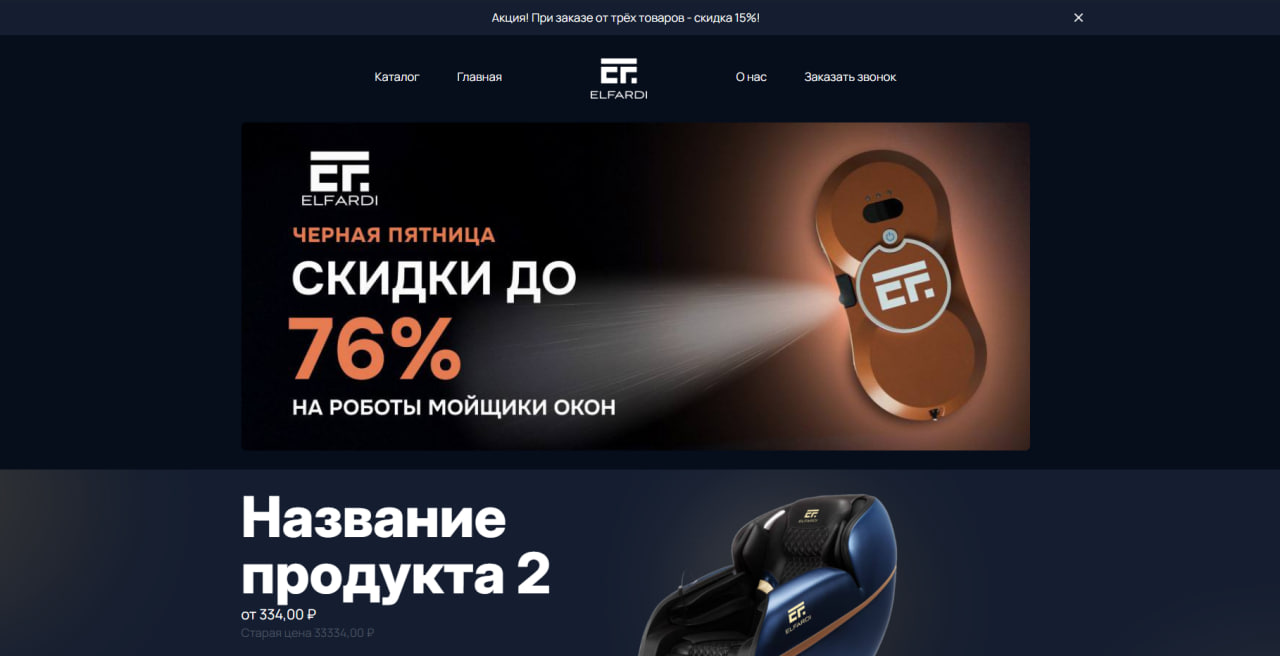 Акция! При заказе от трёх товаров - скидка 15%!
Каталог
Главная
EF.
ELFARDI
О нас
Заказать звонок
EF.
ELFARDI
ЧЕРНАЯ ПЯТНИЦА
СКИДКИ ДО
76%
НА РОБОТЫ МОЙЩИКИ ОКОН
EF.
Название
продукта 2
от 334,00 ₽
Старая цена 33334,00 ₽
EF.
ELFARDI
EF.
ELFARDI